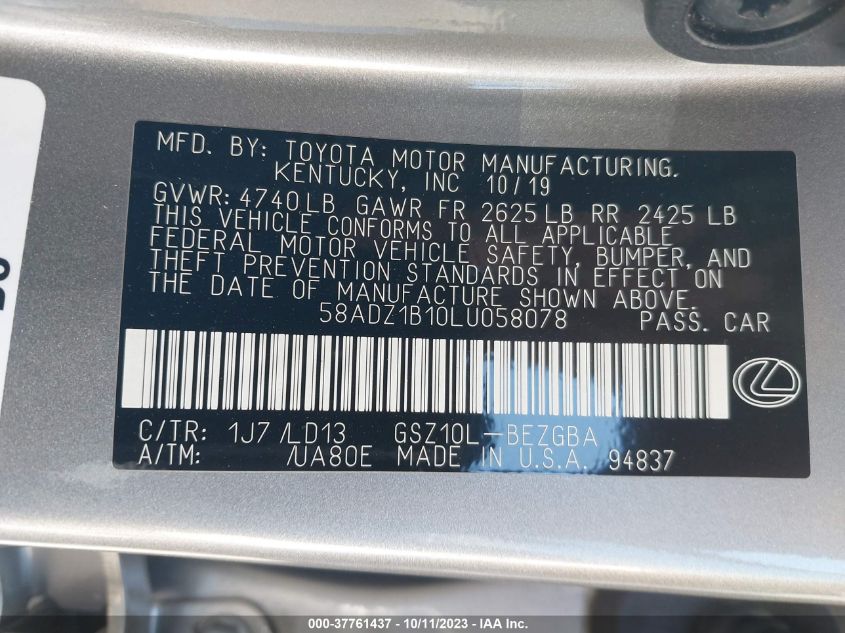 MFD. BY: TOYOTA MOTOR MANUFACTURING.
KENTUCKY, INC 10/19
GVWR: 4740LB GAWR FR 2625LB RR 2425 LB
THIS VEHICLE CONFORMS TO ALL APPLICABLE
FEDERAL MOTOR VEHICLE SAFETY, BUMPER, AND
THEFT PREVENTION STANDARDS IN EFFECT ON
THE DATE OF MANUFACTURE SHOWN ABOVE.
58ADZ1B10LU058078 PASS. CAR
C/TR: 1J7 /LD13 GSZ10L-BEZGBA
A/TM: /UA80E MADE IN U.S.A. 94837
000-37761437 - 10/11/2023 - IAA Inc.